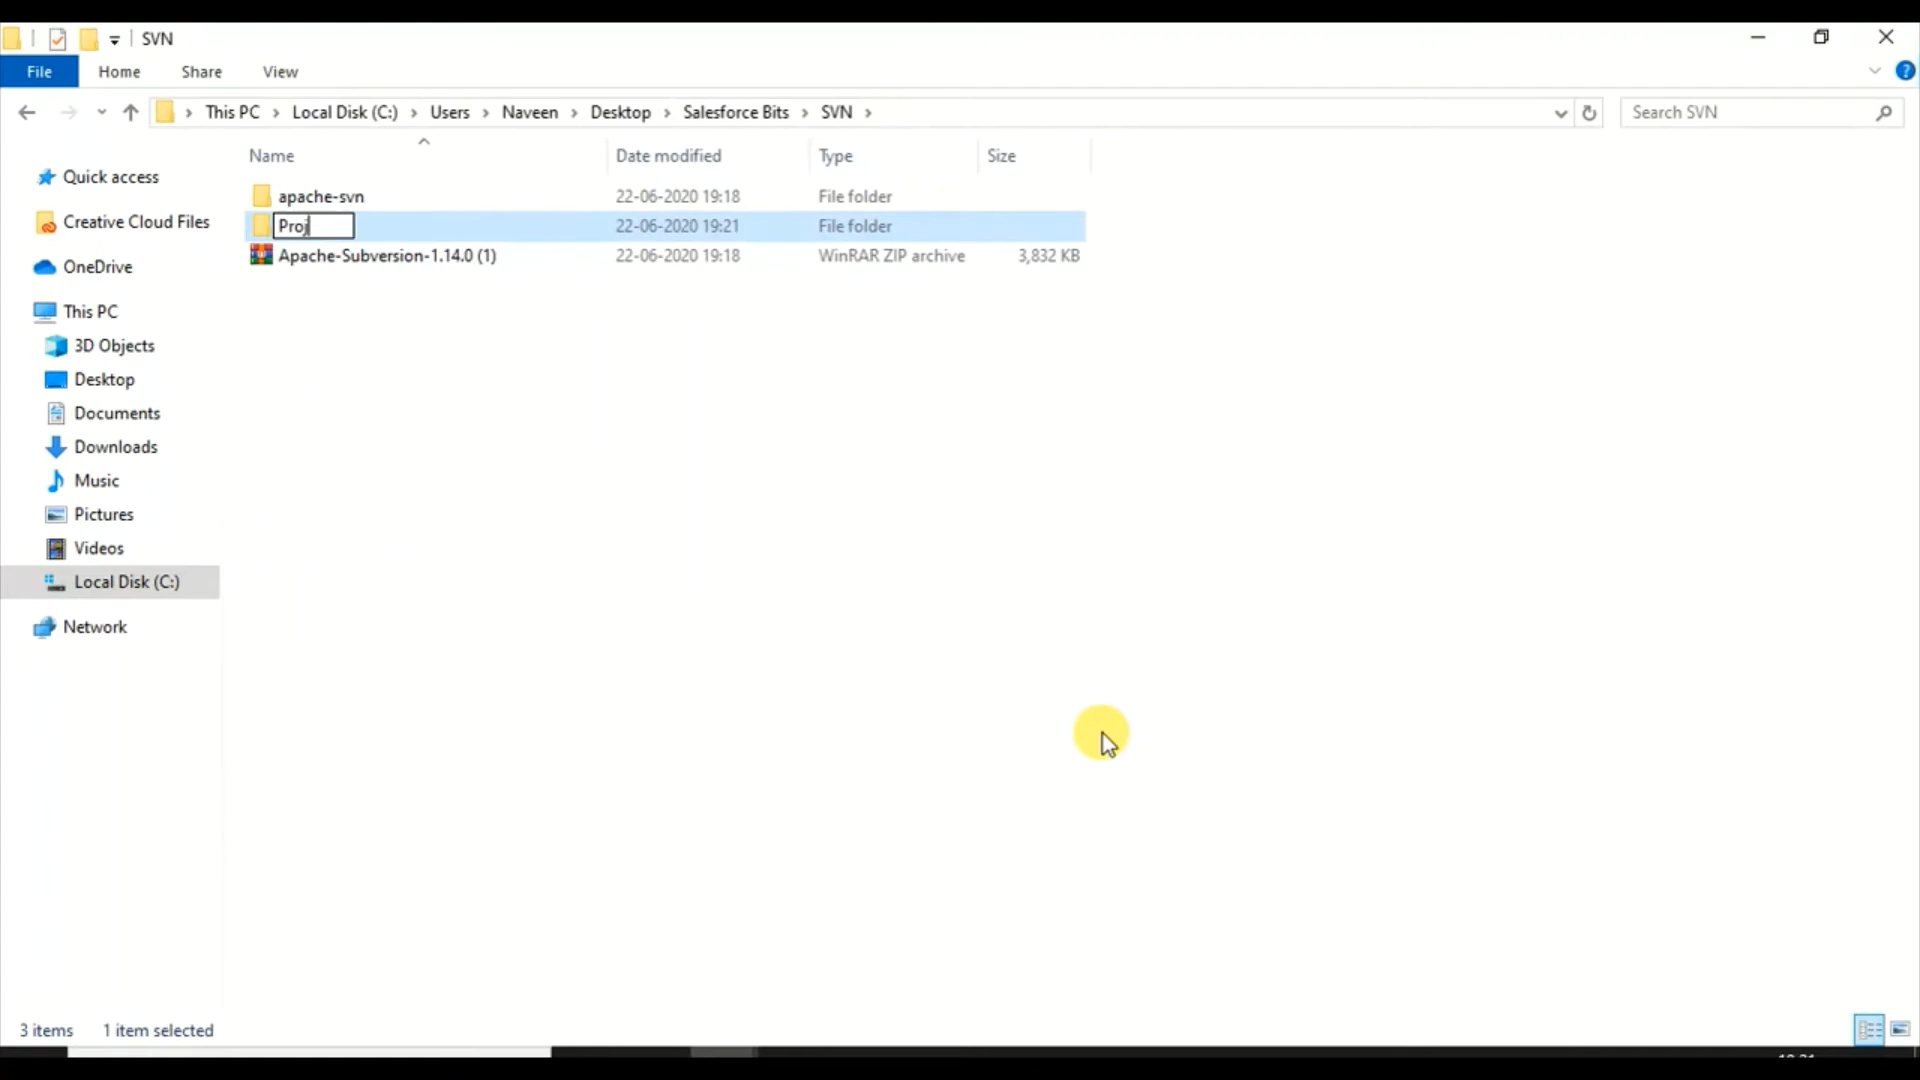 SVN
File Home Share View
This PC Local Disk (C:) Users Naveen Desktop Salesforce Bits SVN Search SVN
Name Date modified Type Size
Quick access
Creative Cloud Files
OneDrive
This PC
3D Objects
Desktop
Documents
Downloads
Music
Pictures
Videos
Local Disk (C:)
Network
apache-svn 22-06-2020 19:18 File folder
Proj 22-06-2020 19:21 File folder
Apache-Subversion-1.14.0 (1) 22-06-2020 19:18 WinRAR ZIP archive 3,832 KB
3 items 1 item selected